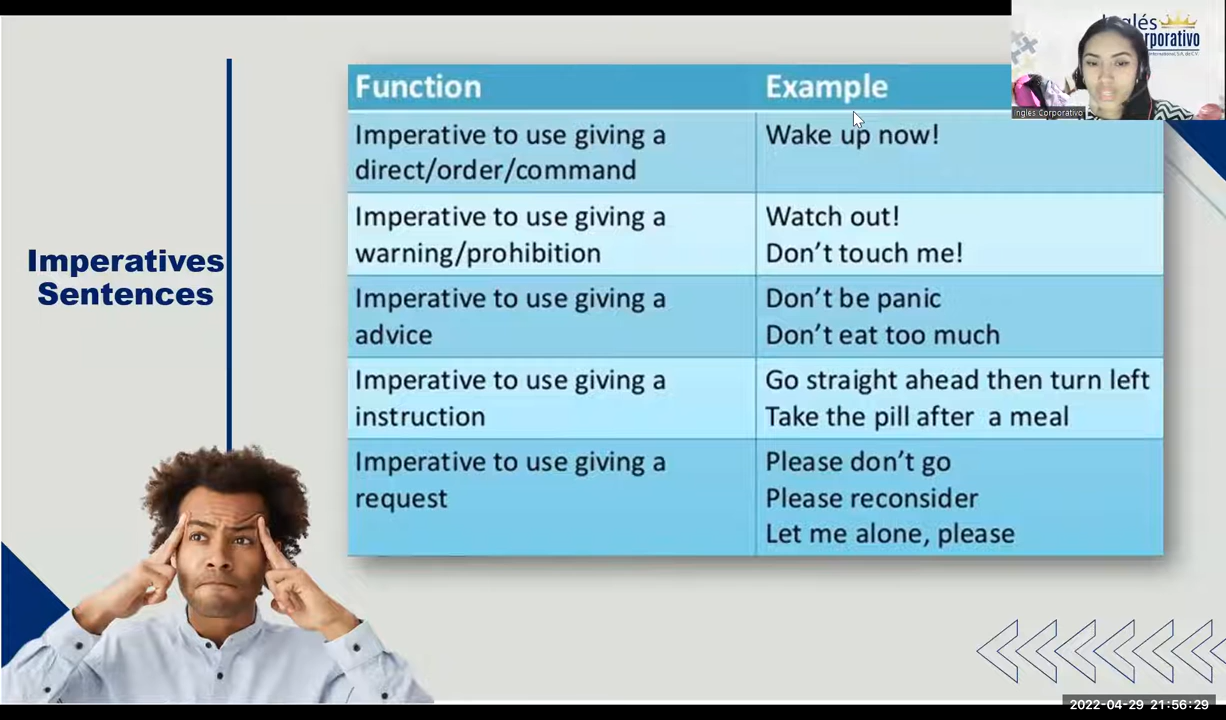 Inglés
rporativo
Inglés Corporativo
Function
Example
Imperative to use giving a
direct/order/command
Wake up now!
Imperative to use giving a
warning/prohibition
Watch out!
Don't touch me!
Imperatives
Sentences
Imperative to use giving a
advice
Don't be panic
Don't eat too much
Imperative to use giving a
instruction
Go straight ahead then turn left
Take the pill after a meal
Imperative to use giving a
request
Please don't go
Please reconsider
Let me alone, please
2022-04-29 21:56:29